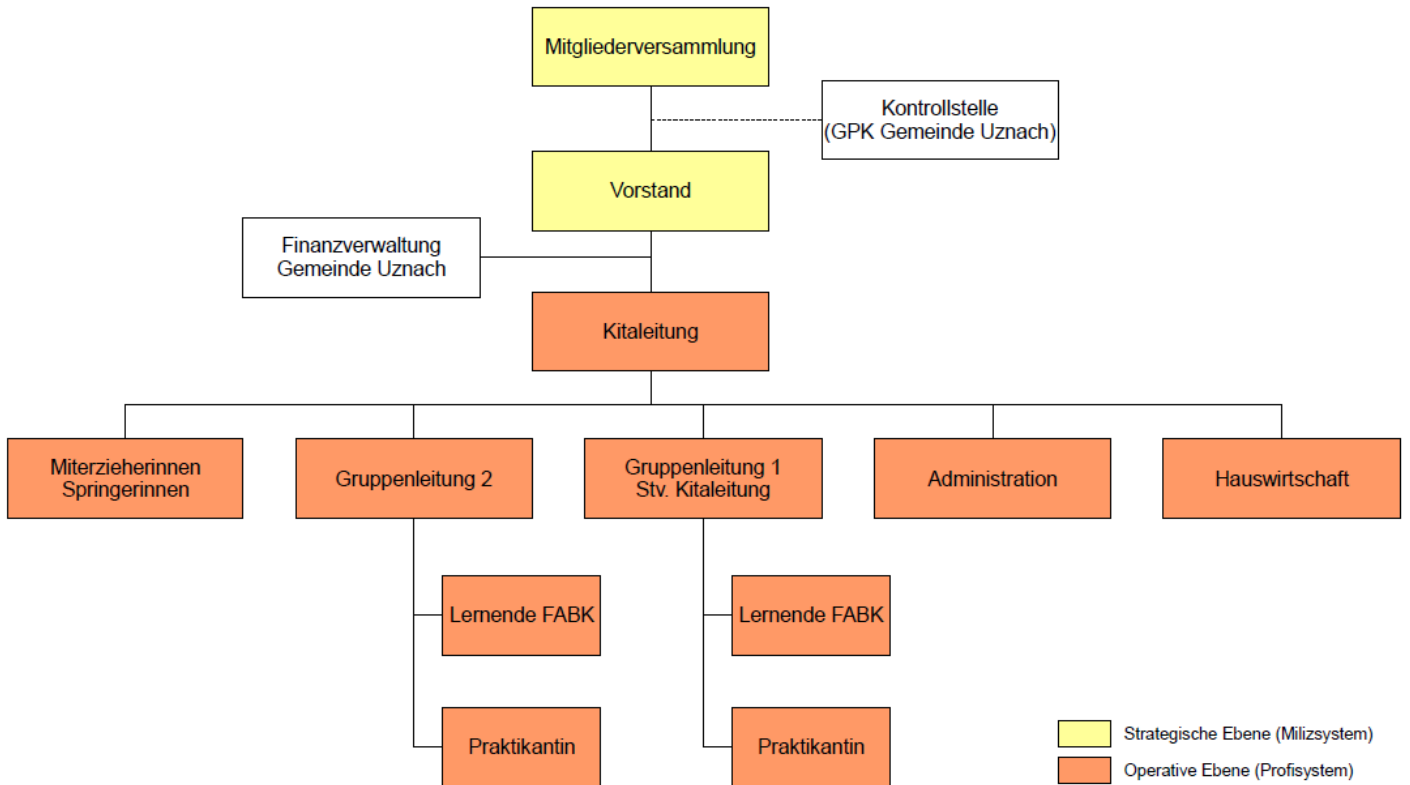 Mitgliederversammlung
Kontrollstelle
(GPK Gemeinde Uznach)
Vorstand
Finanzverwaltung
Gemeinde Uznach
Kitaleitung
Miterzieherinnen
Springerinnen
Gruppenleitung 2
Gruppenleitung 1
Stv. Kitaleitung
Administration
Hauswirtschaft
Lernende FABK
Lernende FABK
Praktikantin
Praktikantin
Strategische Ebene (Milizsystem)
Operative Ebene (Profisystem)